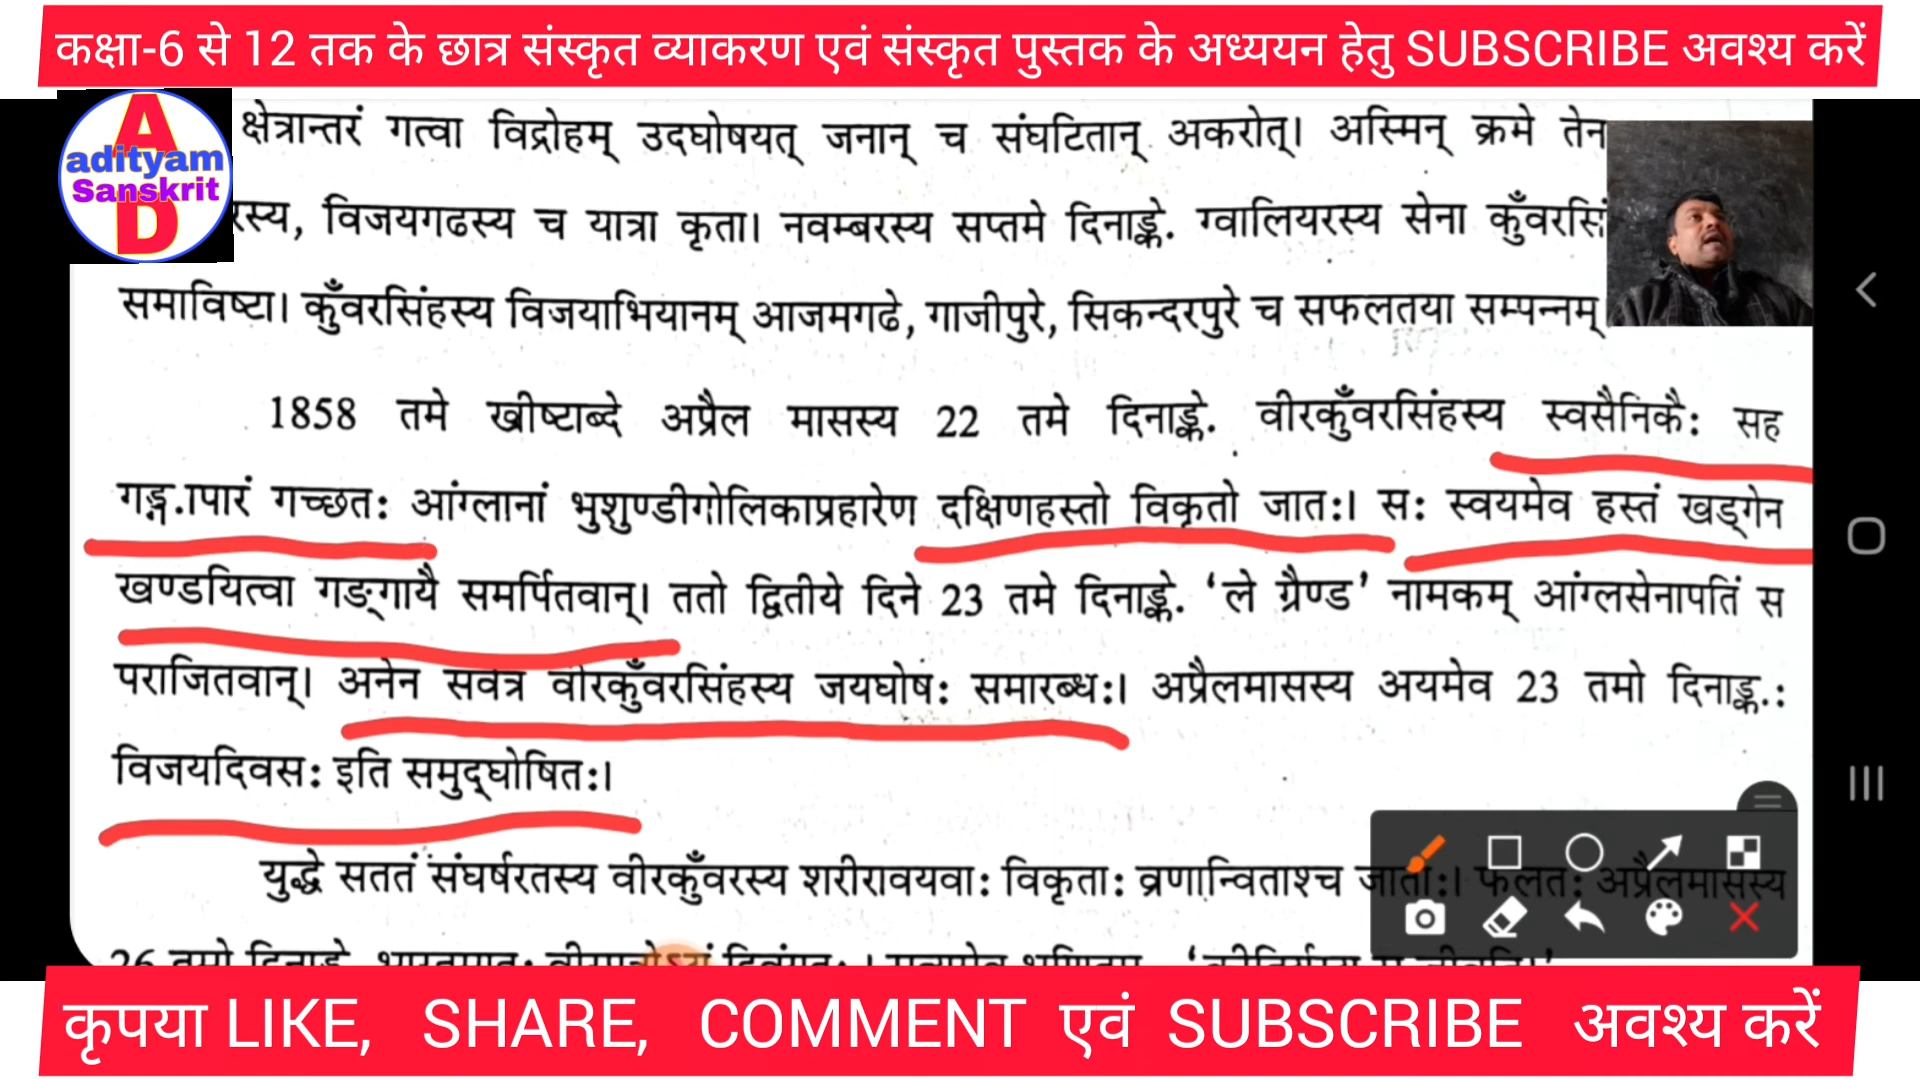 कक्षा-6 से 12 तक के छात्र संस्कृत व्याकरण एवं संस्कृत पुस्तक के अध्ययन हेतु SUBSCRIBE अवश्य करें
A
adityam
Sanskrit
D
क्षेत्रान्तरं गत्वा विद्रोहम् उदघोषयत् जनान् च संघटितान् अकरोत्। अस्मिन् क्रमे तेन
रस्य, विजयगढस्य च यात्रा कृता। नवम्बरस्य सप्तमे दिनाङ्के. ग्वालियरस्य सेना कुँवरसिं
समाविष्टा। कुँवरसिंहस्य विजयाभियानम् आजमगढे, गाजीपुरे, सिकन्दरपुरे च सफलतया सम्पन्नम्
1858 तमे ख्रीष्टाब्दे अप्रैल मासस्य 22 तमे दिनाङ्के. वीरकुँवरसिंहस्य स्वसैनिकै: सह
गङ्ग.ापारं गच्छत: आंग्लानां भुशुण्डीगोलिकाप्रहारेण दक्षिणहस्तो विकृतो जात:। स: स्वयमेव हस्तं खड्गेन
खण्डयित्वा गङ्गायै समर्पितवान्। ततो द्वितीये दिने 23 तमे दिनाङ्के. ‘ले ग्रैण्ड’ नामकम् आंग्लसेनापतिं स
पराजितवान्। अनेन सर्वत्र वीरकुँवरसिंहस्य जयघोष: समारब्ध:। अप्रैलमासस्य अयमेव 23 तमो दिनाङ्क.:
विजयदिवस: इति समुद्घोषित:।
युद्धे सततं संघर्षरतस्य वीरकुँवरस्य शरीरावयवा: विकृता: व्रणान्विताश्च जाता:। फलत: अप्रैलमासस्य
कृपया LIKE, SHARE, COMMENT एवं SUBSCRIBE अवश्य करें